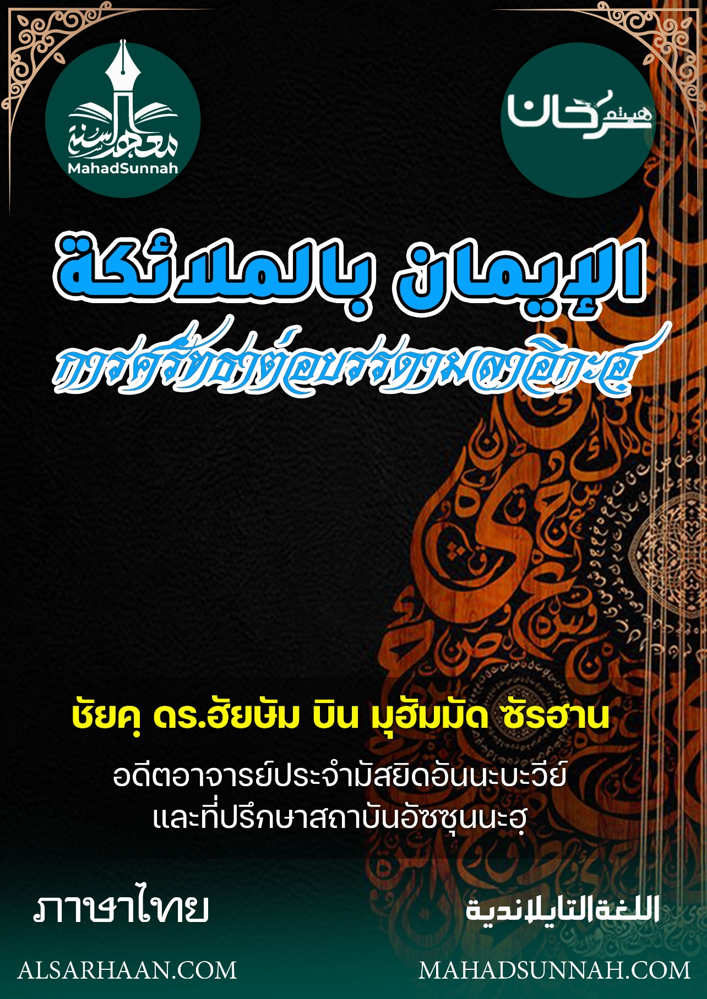 معهد السنة
MahadSunnah
هيثم سرحان
الإيمان بالملائكة
การศรัทธาต่อบรรดามลาอิกะฮฺ
ชัยคฺ ดร.ฮัยษัม บิน มุฮัมมัด ซัรฮาน
อดีตอาจารย์ประจำมัสยิดอันนะบะวีย์
และที่ปรึกษาสถาบันอัซซุนนะฮฺ
ภาษาไทย
اللغة التايلاندية
ALSARHAAN.COM
MAHADSUNNAH.COM